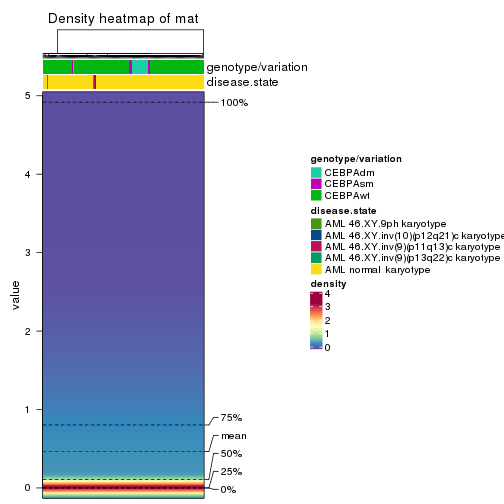 Density heatmap of mat
genotype/variation
disease.state
5
4
3
2
1
0
value
100%
75%
mean
50%
25%
0%
genotype/variation
CEBPAdm
CEBPAsm
CEBPAwt
disease.state
AML 46.XY.9ph karyotype
AML 46.XY.inv(10)(p12q21)c karyotype
AML 46.XY.inv(9)(p11q13)c karyotype
AML 46.XY.inv(9)(p13q22)c karyotype
AML normal karyotype
density
4
3
2
1
0